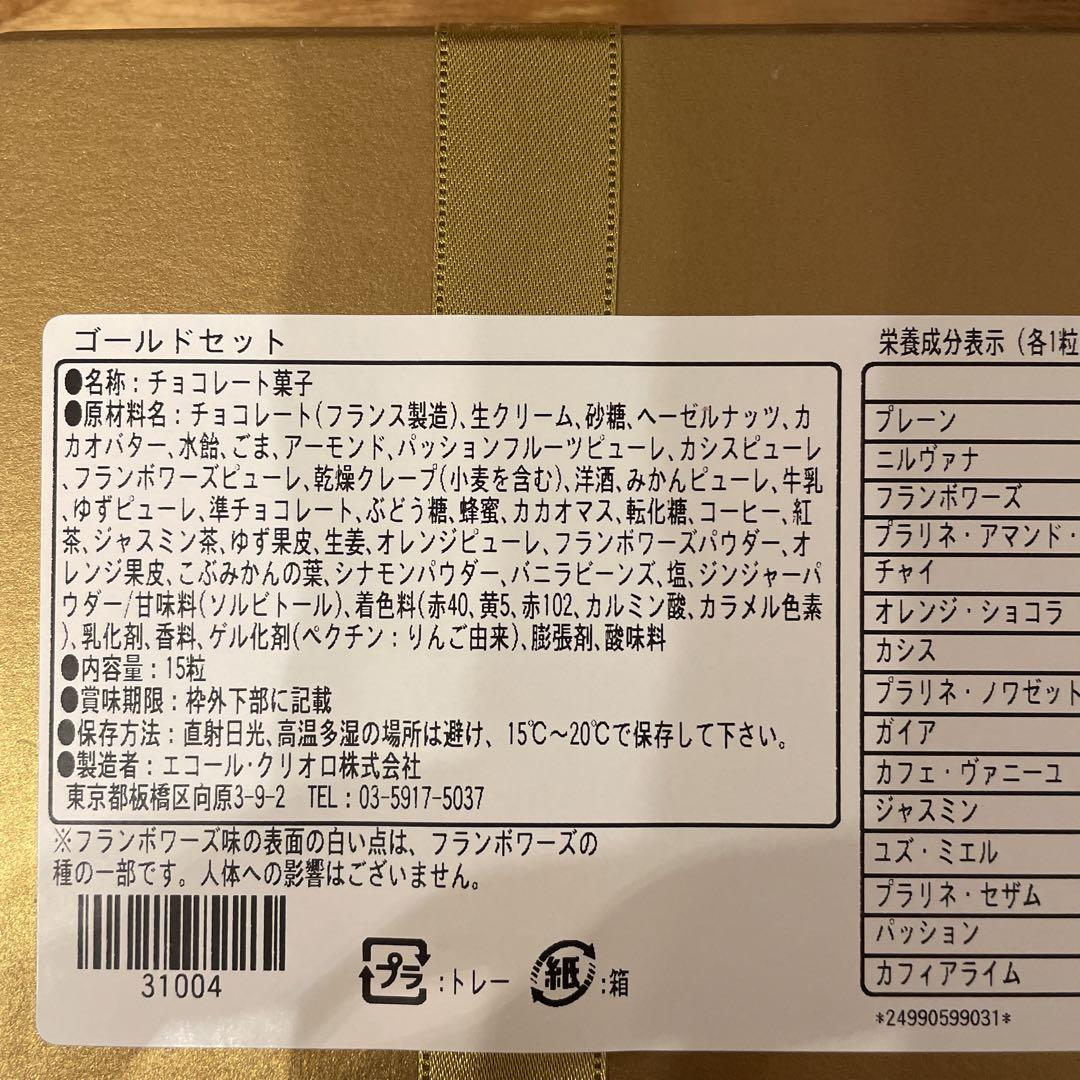 ゴールドセット
●名称：チョコレート菓子
●原材料名：チョコレート(フランス製造)、生クリーム、砂糖、ヘーゼルナッツ、カ
カオバター、水飴、ごま、アーモンド、パッションフルーツピューレ、カシスピューレ
、フランボワーズピューレ、乾燥クレープ(小麦を含む)、洋酒、みかんピューレ、牛乳
、ゆずピューレ、準チョコレート、ぶどう糖、蜂蜜、カカオマス、転化糖、コーヒー、紅
茶、ジャスミン茶、ゆず果皮、生姜、オレンジピューレ、フランボワーズパウダー、オ
レンジ果皮、こぶみかんの葉、シナモンパウダー、バニラビーンズ、塩、ジンジャーパ
ウダー/甘味料(ソルビトール)、着色料(赤40、黄5、赤102、カルミン酸、カラメル色素
)、乳化剤、香料、ゲル化剤(ペクチン：りんご由来)、膨張剤、酸味料
●内容量：15粒
●賞味期限：枠外下部に記載
●保存方法：直射日光、高温多湿の場所は避け、15℃～20℃で保存して下さい。
●製造者：エコール・クリオロ株式会社
東京都板橋区向原3-9-2 TEL：03-5917-5037
※フランボワーズ味の表面の白い点は、フランボワーズの
種の一部です。人体への影響はございません。
31004
プラ：トレー
紙：箱
栄養成分表示（各1粒
プレーン
ニルヴァナ
フランボワーズ
プラリネ・アマンド・
チャイ
オレンジ・ショコラ
カシス
プラリネ・ノワゼット
ガイア
カフェ・ヴァニーユ
ジャスミン
ユズ・ミエル
プラリネ・セザム
パッション
カフィアライム
*24990599031*